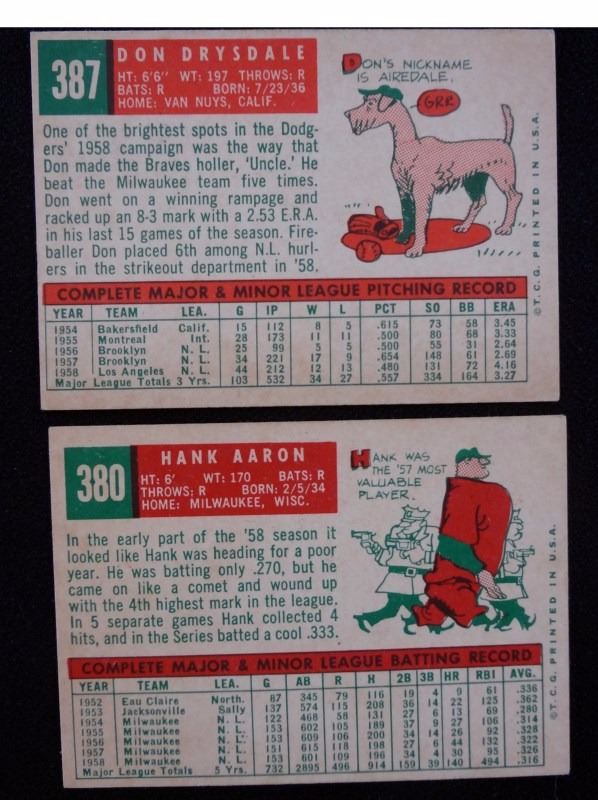 387
DON DRYSDALE
HT: 6'6" WT: 197 THROWS: R
BATS: R BORN: 7/23/36
HOME: VAN NUYS, CALIF.
DON'S NICKNAME
IS AIREDALE.
GRR
One of the brightest spots in the Dodg-
ers' 1958 campaign was the way that
Don made the Braves holler, 'Uncle.' He
beat the Milwaukee team five times.
Don went on a winning rampage and
racked up an 8-3 mark with a 2.53 E.R.A.
in his last 15 games of the season. Fire-
baller Don placed 6th among N.L. hurl-
ers in the strikeout department in '58.
©T.C.G. PRINTED IN U.S.A.
COMPLETE MAJOR & MINOR LEAGUE PITCHING RECORD
YEAR TEAM LEA. G IP W L PCT SO BB ERA
1954 Bakersfield Calif. 15 112 8 5 .615 73 58 3.45
1955 Montreal Int. 28 173 11 11 .500 80 68 3.33
1956 Brooklyn N. L. 25 99 5 5 .500 55 31 2.64
1957 Brooklyn N. L. 34 221 17 9 .654 148 61 2.69
1958 Los Angeles N. L. 44 212 12 13 .480 131 72 4.16
Major League Totals 3 Yrs. 103 532 34 27 .557 334 164 3.27
380
HANK AARON
HT: 6' WT: 170 BATS: R
THROWS: R BORN: 2/5/34
HOME: MILWAUKEE, WISC.
HANK WAS
THE '57 MOST
VALUABLE
PLAYER.
In the early part of the '58 season it
looked like Hank was heading for a poor
year. He was batting only .270, but he
came on like a comet and wound up
with the 4th highest mark in the league.
In 5 separate games Hank collected 4
hits, and in the Series batted a cool .333.
©T.C.G. PRINTED IN U.S.A.
COMPLETE MAJOR & MINOR LEAGUE BATTING RECORD
YEAR TEAM LEA. G AB R H 2B 3B HR RBI AVG.
1952 Eau Claire North. 87 345 79 116 19 4 9 61 .336
1953 Jacksonville Sally 137 574 115 208 36 14 22 125 .362
1954 Milwaukee N. L. 122 468 58 131 27 6 13 69 .280
1955 Milwaukee N. L. 153 602 105 189 37 9 27 106 .314
1956 Milwaukee N. L. 153 609 106 200 34 14 26 92 .328
1957 Milwaukee N. L. 151 615 118 198 27 6 44 132 .322
1958 Milwaukee N. L. 153 601 109 196 34 4 30 95 .326
Major League Totals 5 Yrs. 732 2895 496 914 159 39 140 494 .316